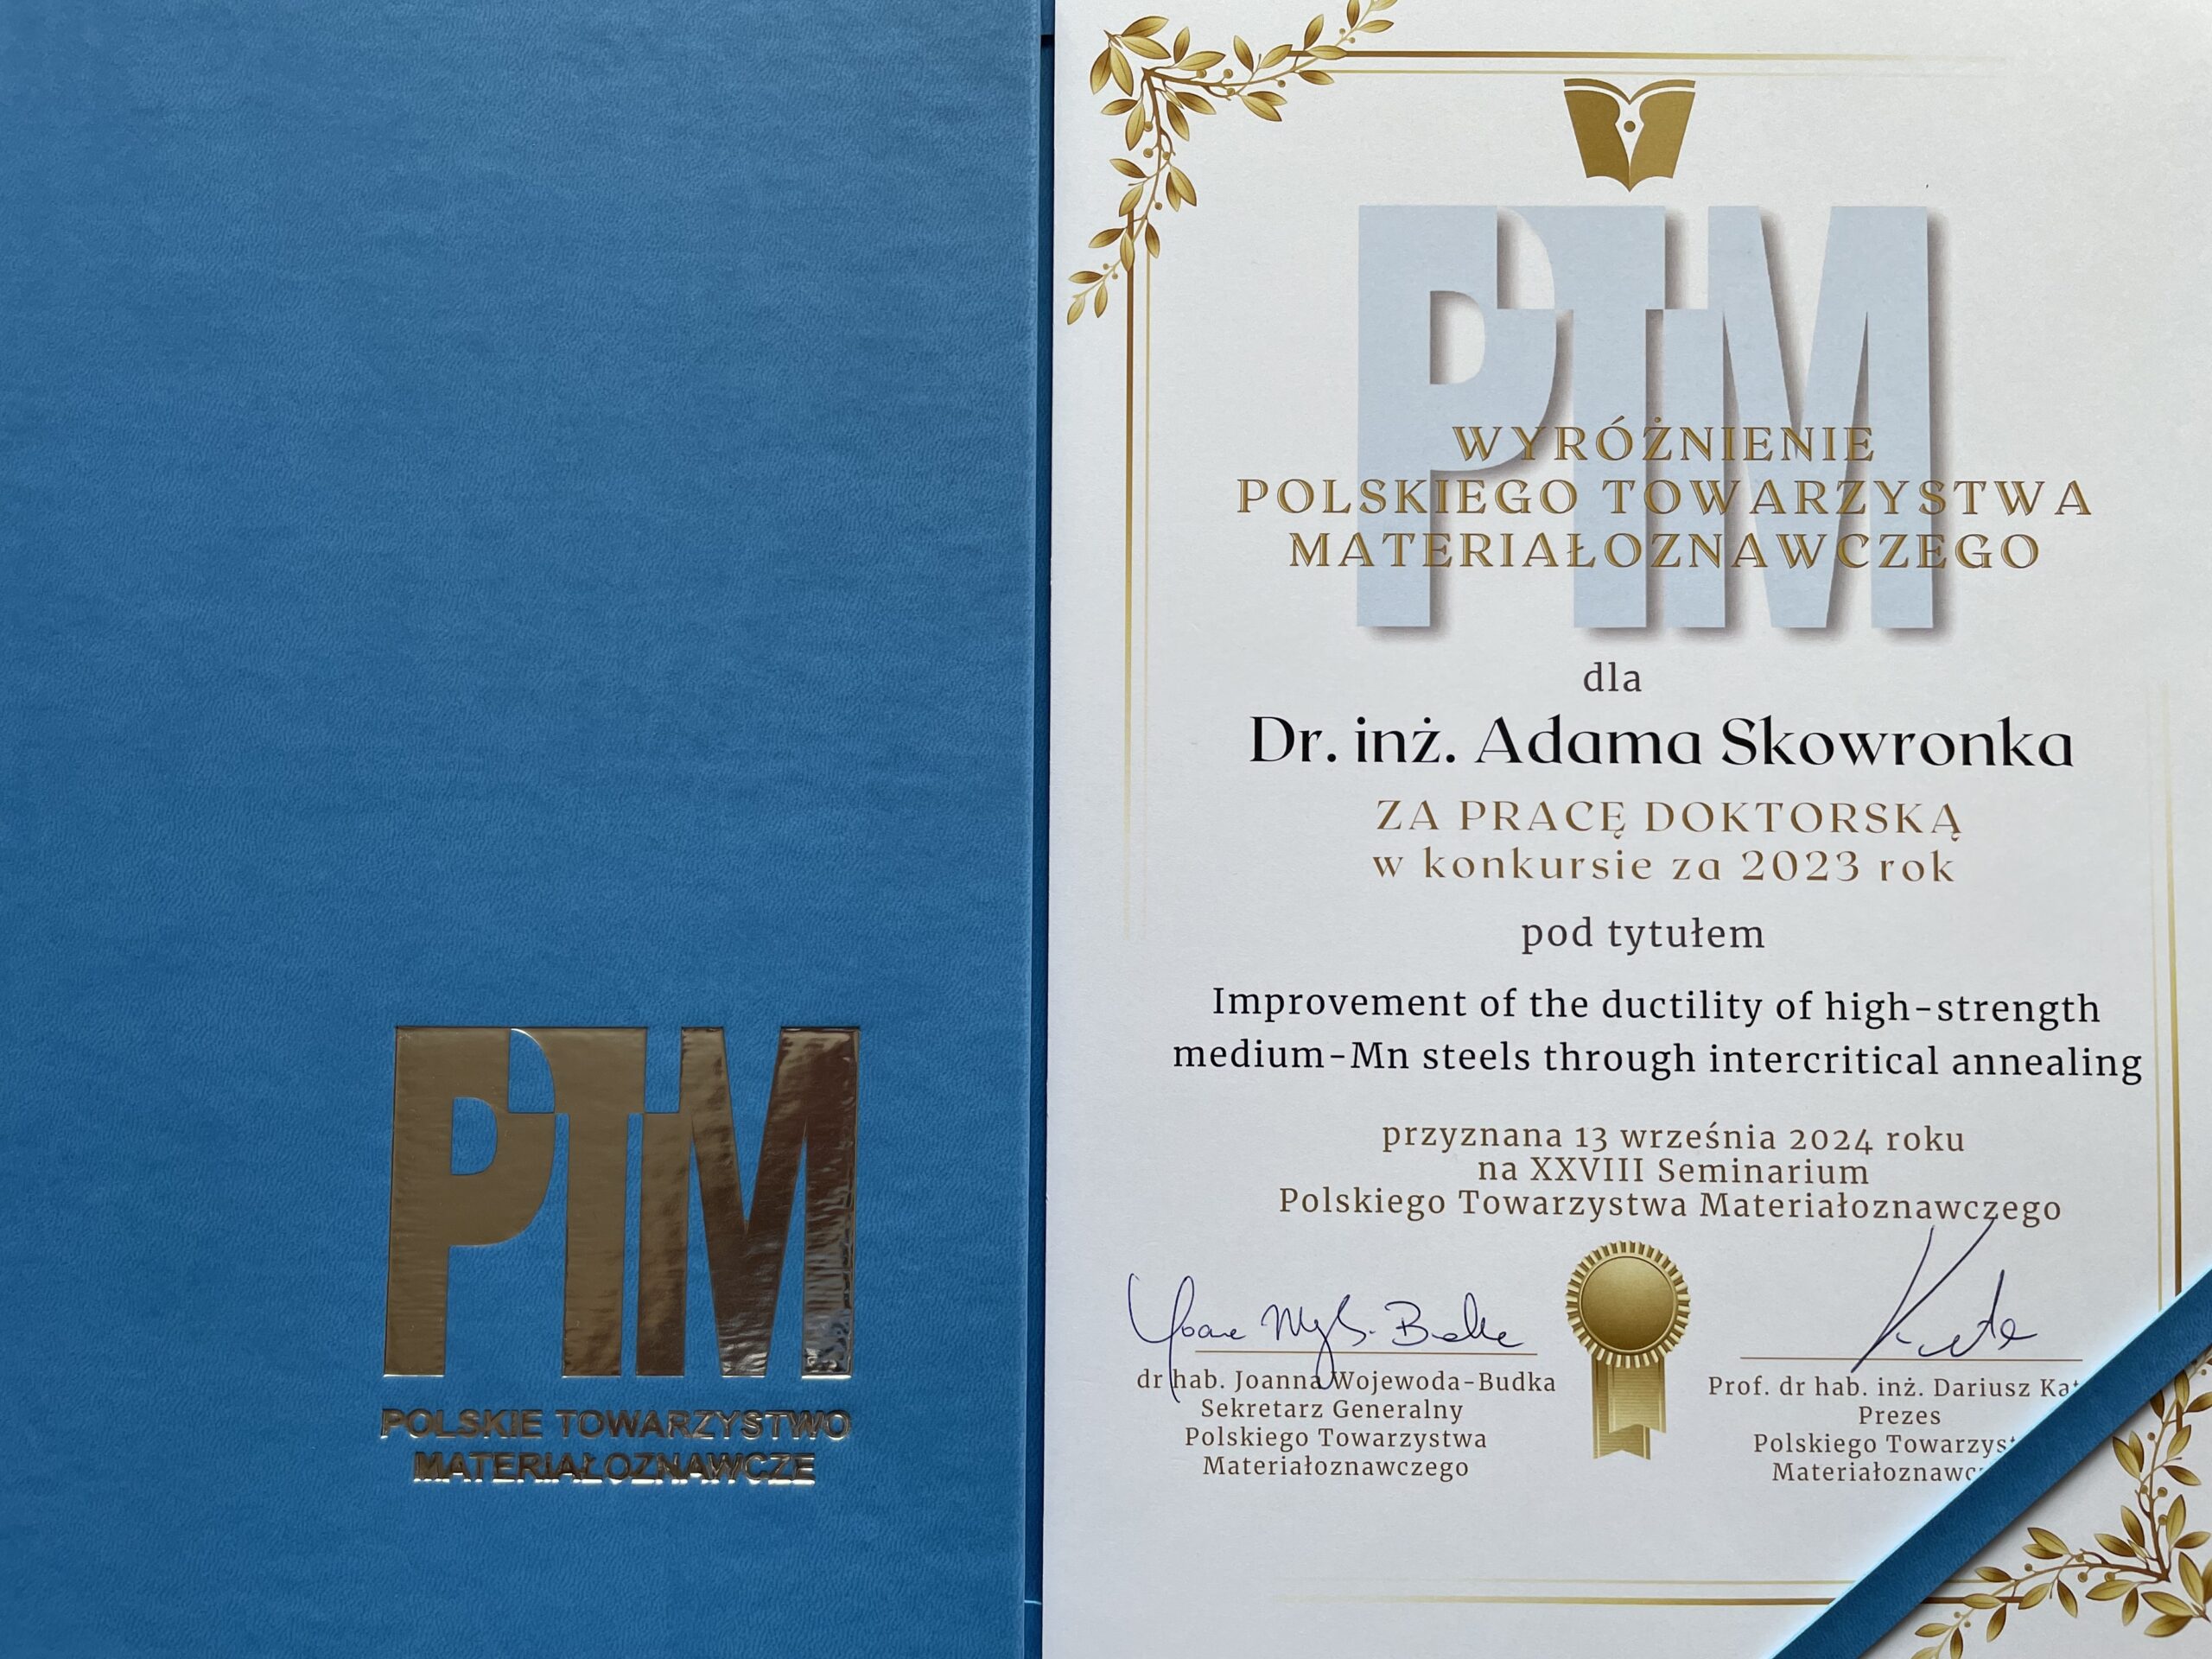 PTM
POLSKIE TOWARZYSTWO
MATERIAŁOZNAWCZE
PTM
WYRÓŻNIENIE
POLSKIEGO TOWARZYSTWA
MATERIAŁOZNAWCZEGO
dla
Dr. inż. Adama Skowronka
ZA PRACĘ DOKTORSKĄ
w konkursie za 2023 rok
pod tytułem
Improvement of the ductility of high-strength
medium-Mn steels through intercritical annealing
przyznana 13 września 2024 roku
na XXVIII Seminarium
Polskiego Towarzystwa Materiałoznawczego
dr hab. Joanna Wojewoda-Budka
Sekretarz Generalny
Polskiego Towarzystwa
Materiałoznawczego
Prof. dr hab. inż. Dariusz
Prezes
Polskiego